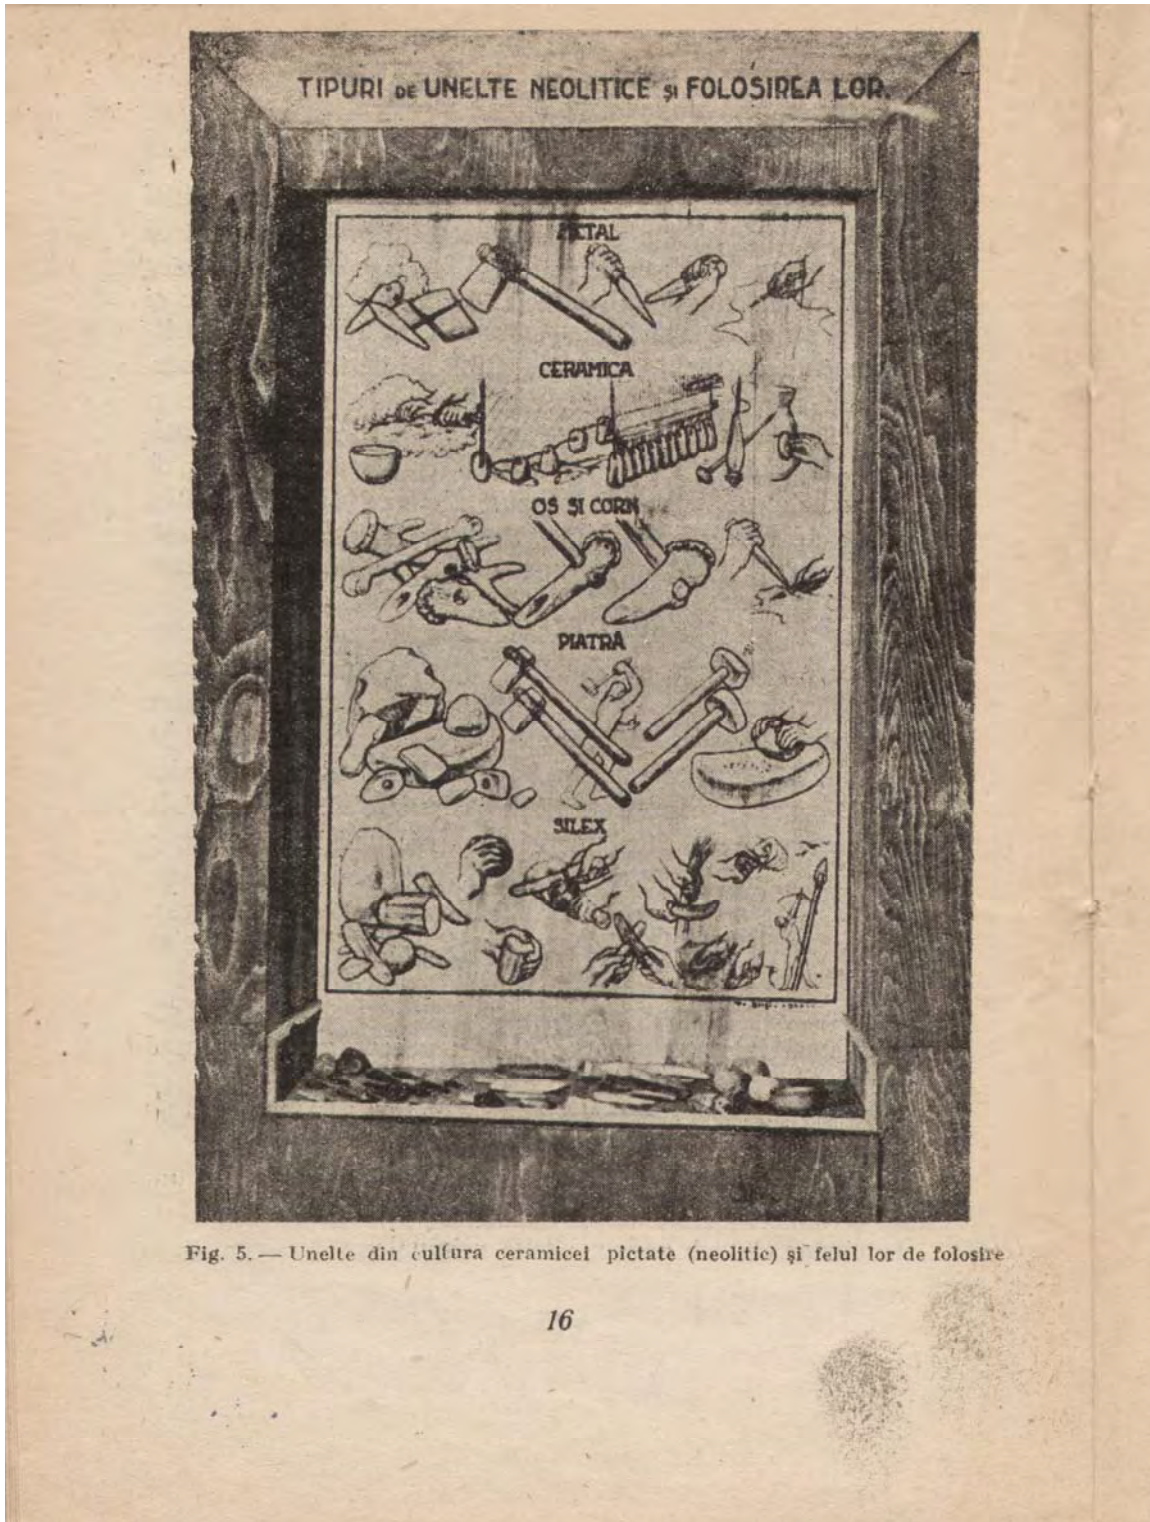 TIPURI DE UNELTE NEOLITICE ŞI FOLOSIREA LOR.
METAL
CERAMICA
OS ŞI CORN
PIATRA
SILEX
Fig. 5. — Unelte din cultura ceramicei pictate (neolitic) şi felul lor de folosire
16